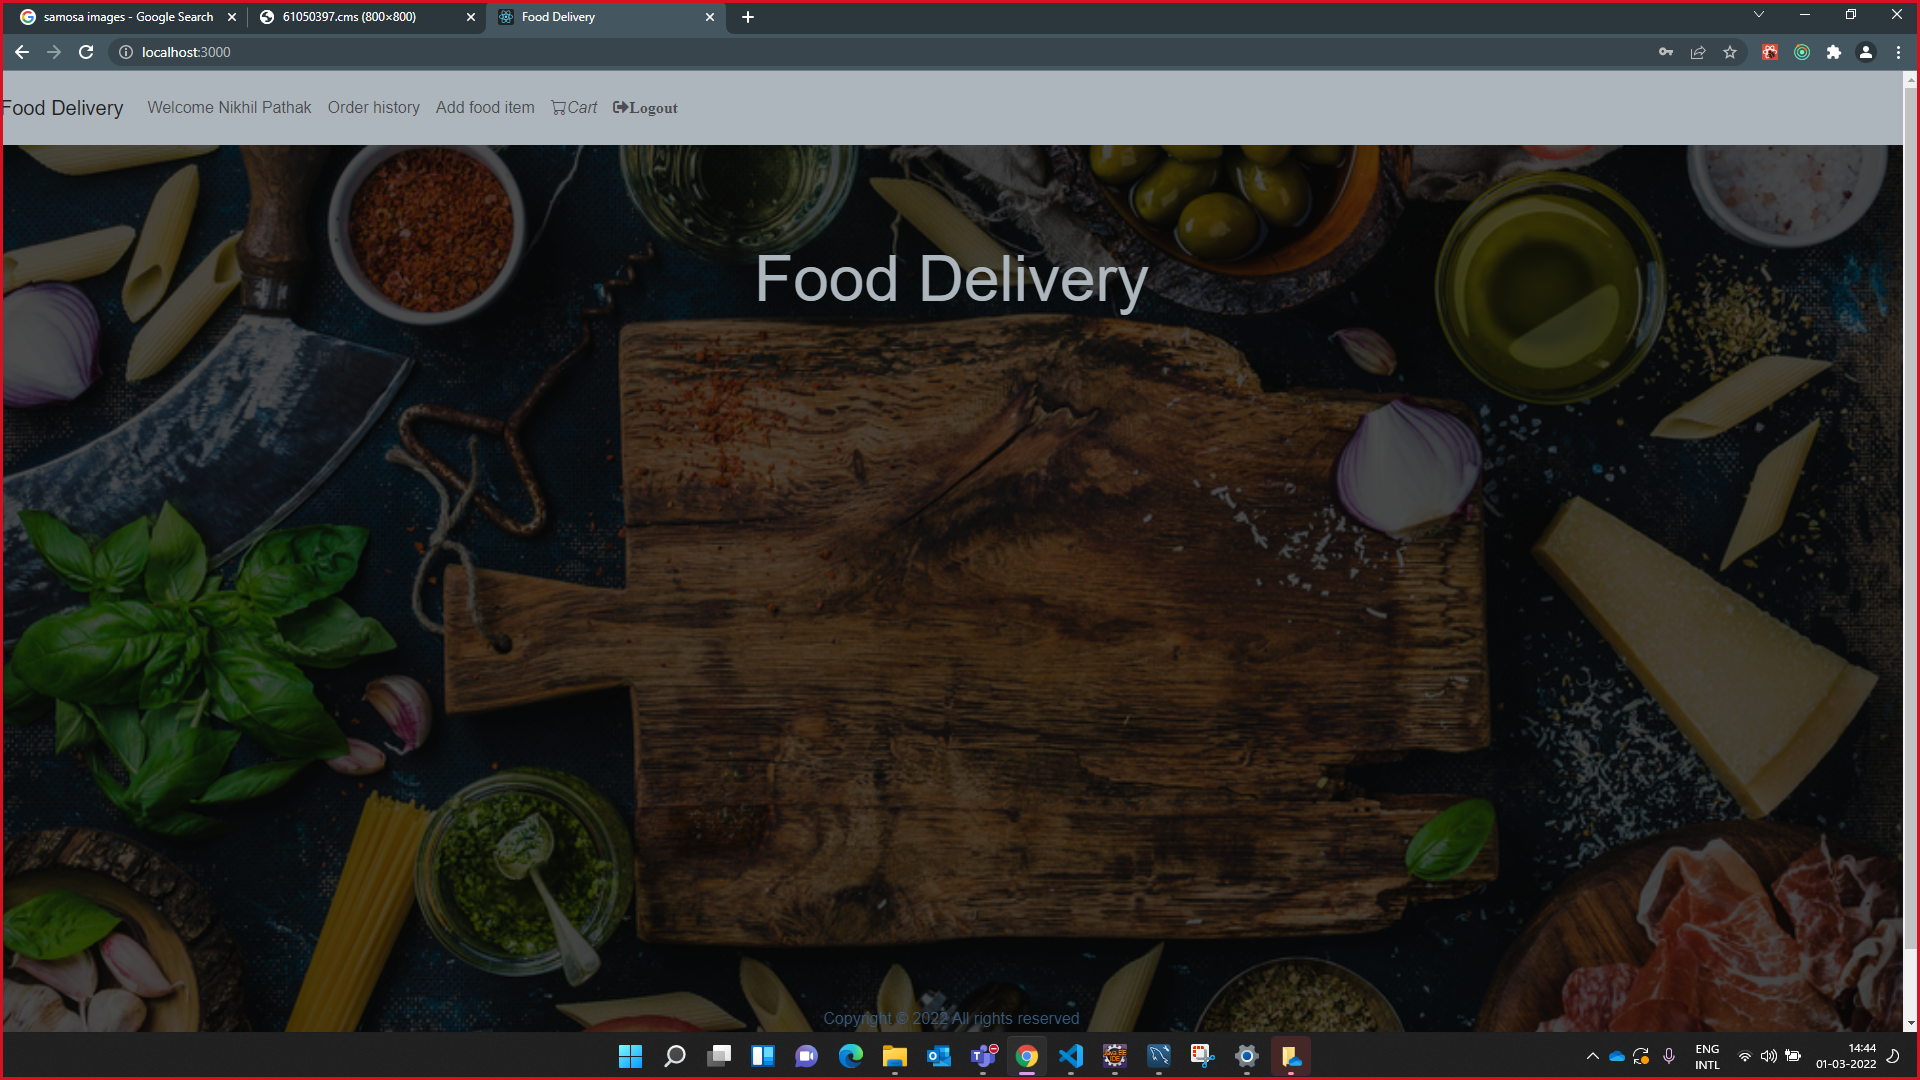 samosa images - Google Search
61050397.cms (800×800)
Food Delivery
localhost:3000
Food Delivery
Welcome Nikhil Pathak
Order history
Add food item
Cart
Logout
Food Delivery
Copyright © 2022 All rights reserved
ENG
INTL
14:44
01-03-2022